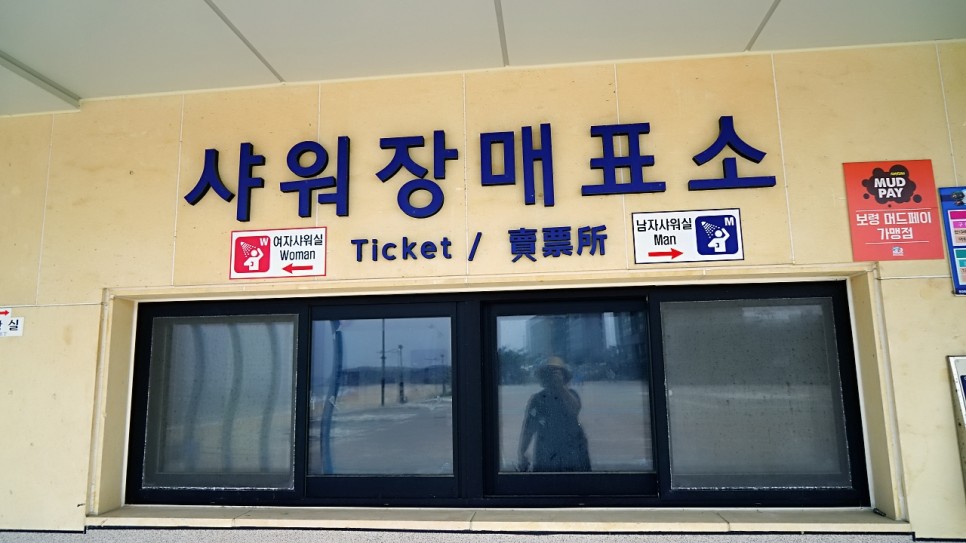 샤워장매표소
W 여자샤워실
Woman
Ticket / 賣票所
남자샤워실 M
Man
MUD
PAY
보령 머드페이
가맹점
실